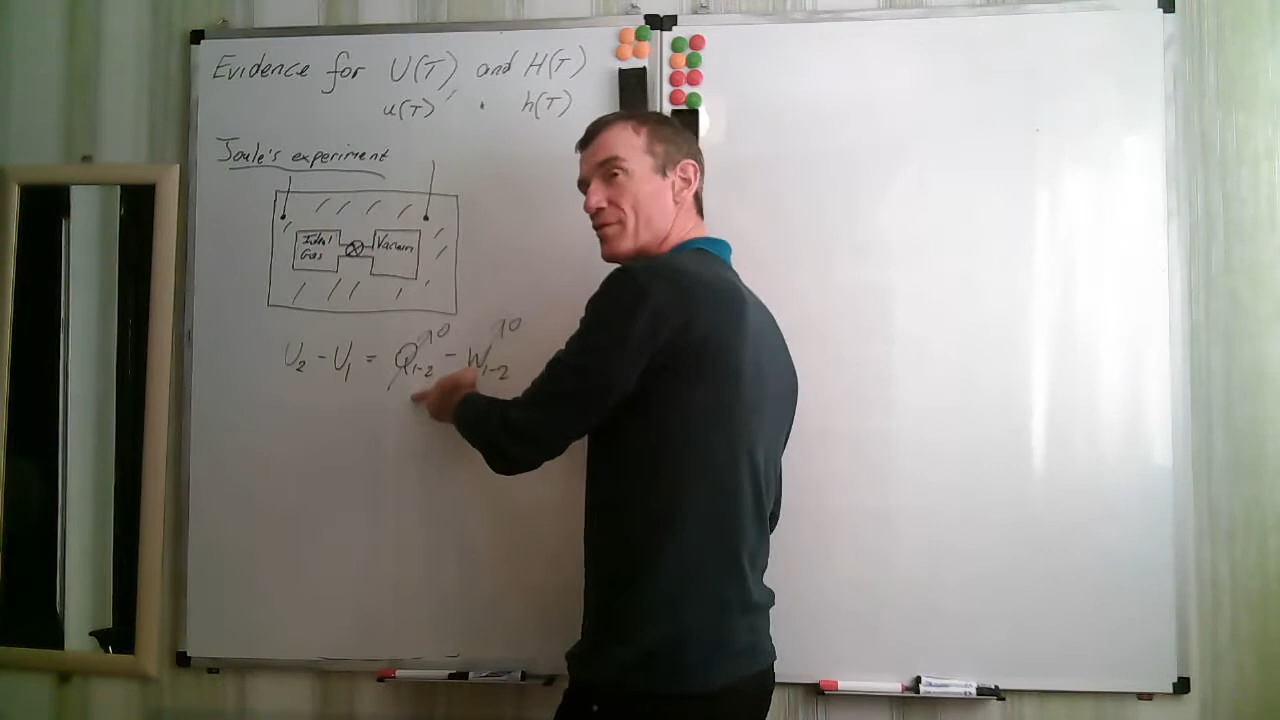 Evidence for U(T) and H(T)
u(T), h(T)
Joule's experiment
Ideal Vacuum
Gas
U₂ - U₁ = Q₁₋₂ ↗0 - W₁₋₂ ↗0